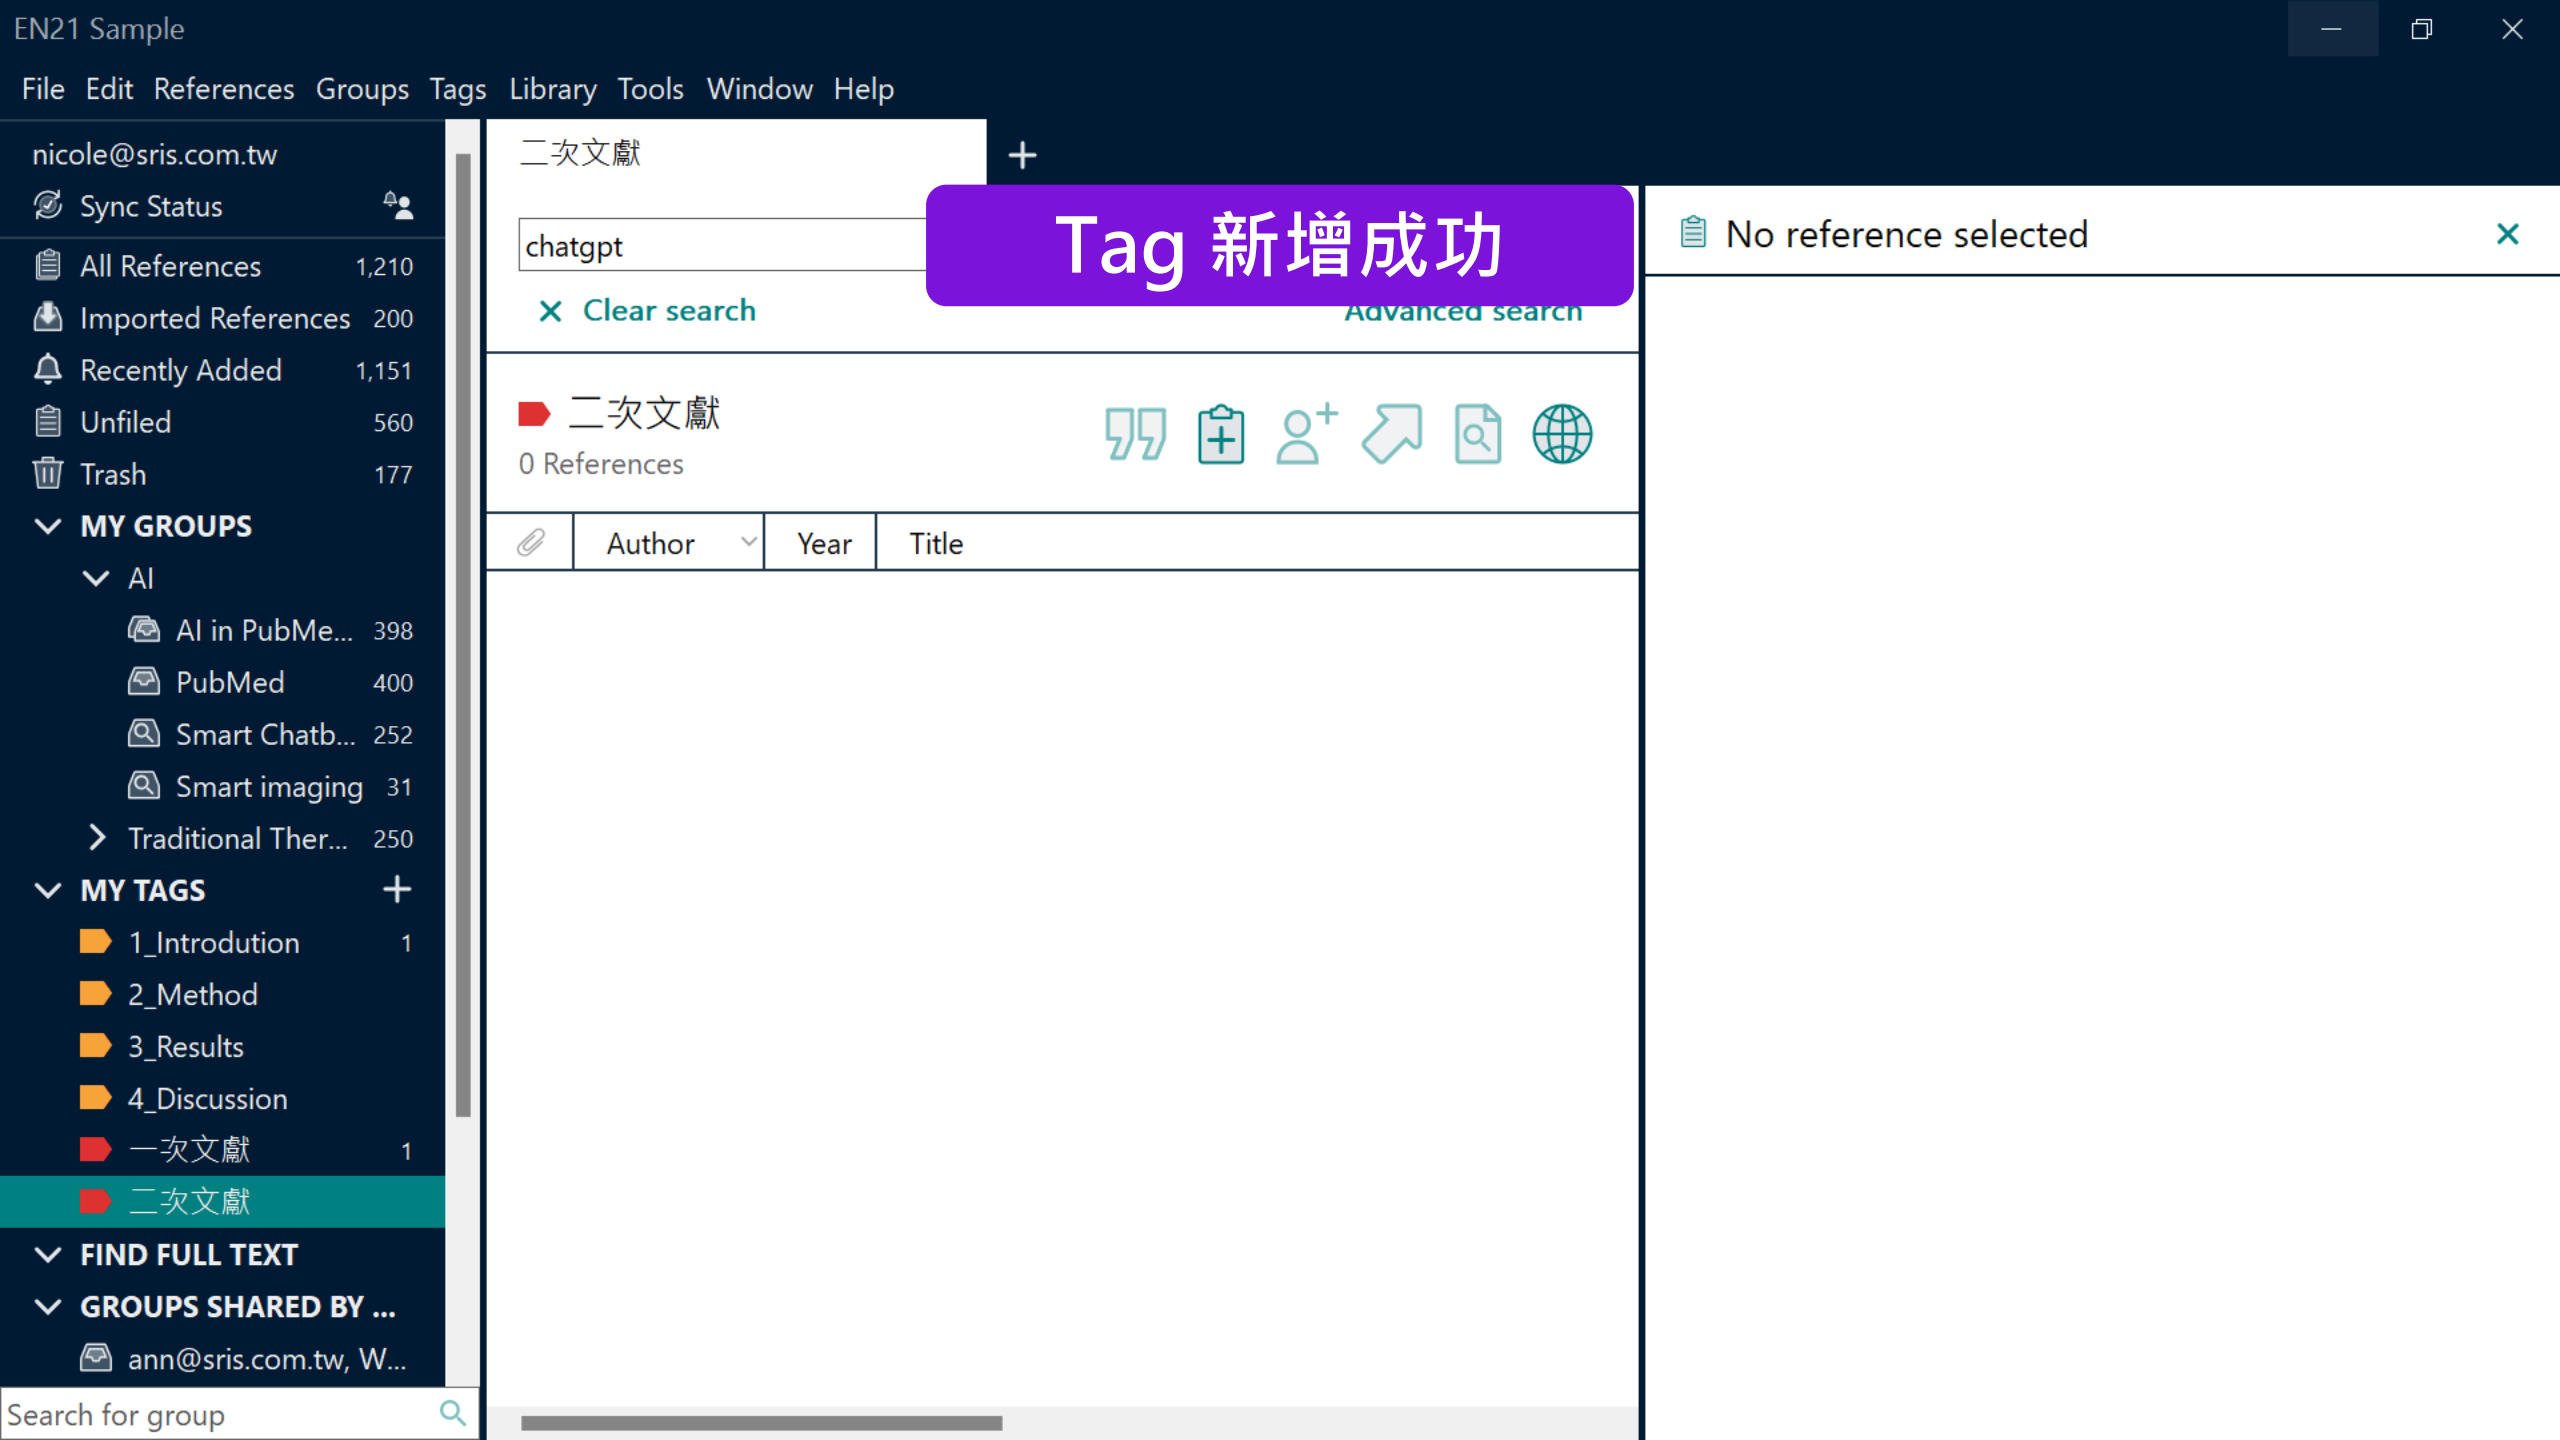 EN21 Sample
File Edit References Groups Tags Library Tools Window Help
nicole@sris.com.tw
Sync Status
All References 1,210
Imported References 200
Recently Added 1,151
Unfiled 560
Trash 177
MY GROUPS
AI
AI in PubMe... 398
PubMed 400
Smart Chatb... 252
Smart imaging 31
Traditional Ther... 250
MY TAGS
1_Introdution 1
2_Method
3_Results
4_Discussion
一次文獻 1
二次文獻
FIND FULL TEXT
GROUPS SHARED BY ...
ann@sris.com.tw, W...
Search for group
二次文獻
chatgpt
Tag 新增成功
Clear search
Advanced search
二次文獻
0 References
Author Year Title
No reference selected